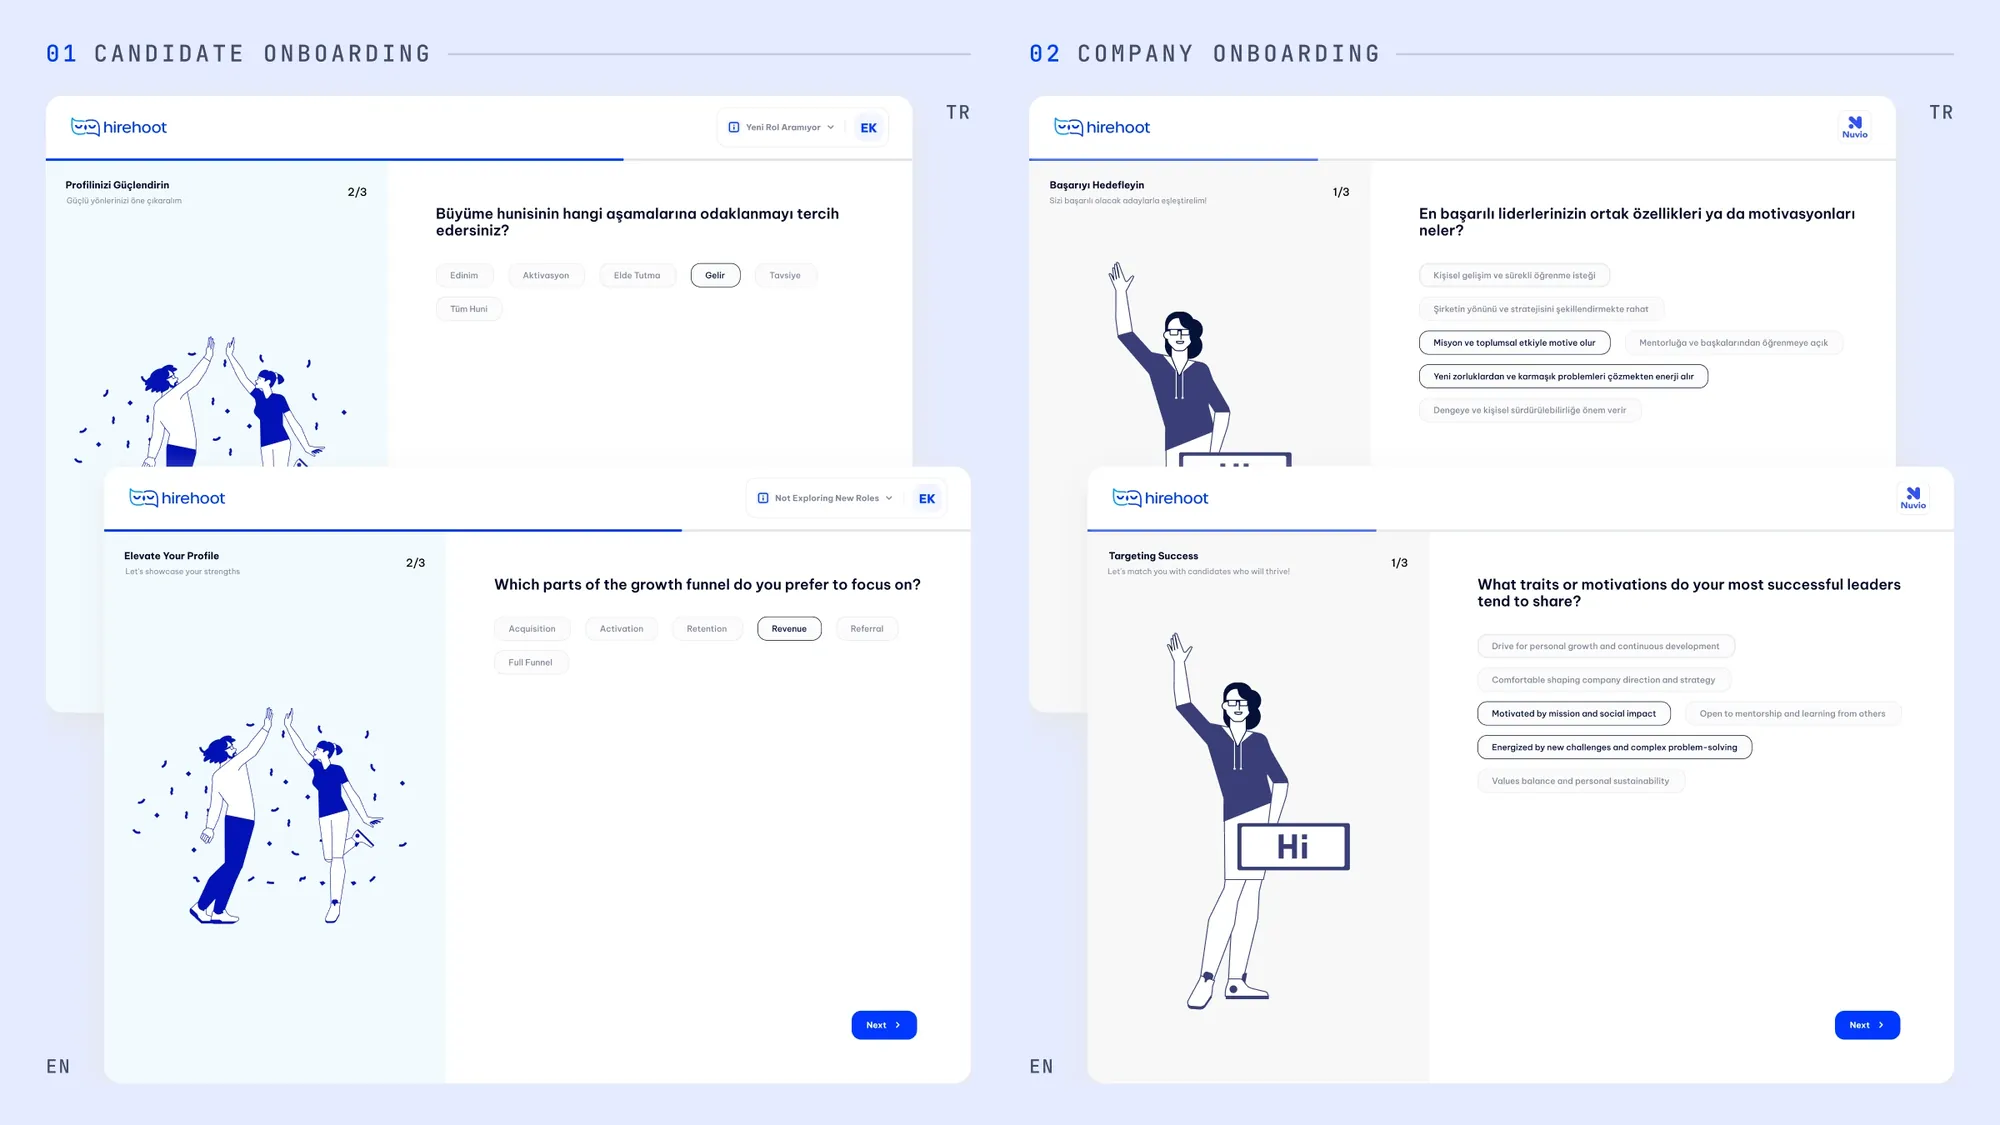 01 CANDIDATE ONBOARDING
TR
hirehoot
Yeni Rol Aramıyor
EK
Profilinizi Güçlendirin
Güçlü yönlerinizi öne çıkaralım
2/3
Büyüme hunisinin hangi aşamalarına odaklanmayı tercih
edersiniz?
Edinim
Aktivasyon
Elde Tutma
Gelir
Tavsiye
Tüm Huni
hirehoot
Not Exploring New Roles
EK
Elevate Your Profile
Let's showcase your strengths
2/3
Which parts of the growth funnel do you prefer to focus on?
Acquisition
Activation
Retention
Revenue
Referral
Full Funnel
Next
EN
02 COMPANY ONBOARDING
TR
hirehoot
Nuvio
Başarıyı Hedefleyin
Sizi başarılı olacak adaylarla eşleştirelim!
1/3
En başarılı liderlerinizin ortak özellikleri ya da motivasyonları
neler?
Kişisel gelişim ve sürekli öğrenme isteği
Şirketin yönünü ve stratejisini şekillendirmekte rahat
Misyon ve toplumsal etkiyle motive olur
Mentorluğa ve başkalarından öğrenmeye açık
Yeni zorluklardan ve karmaşık problemleri çözmekten enerji alır
Dengeye ve kişisel sürdürülebilirliğe önem verir
hirehoot
Nuvio
Targeting Success
Let's match you with candidates who will thrive!
1/3
What traits or motivations do your most successful leaders
tend to share?
Drive for personal growth and continuous development
Comfortable shaping company direction and strategy
Motivated by mission and social impact
Open to mentorship and learning from others
Energized by new challenges and complex problem-solving
Values balance and personal sustainability
Hi
Next
EN